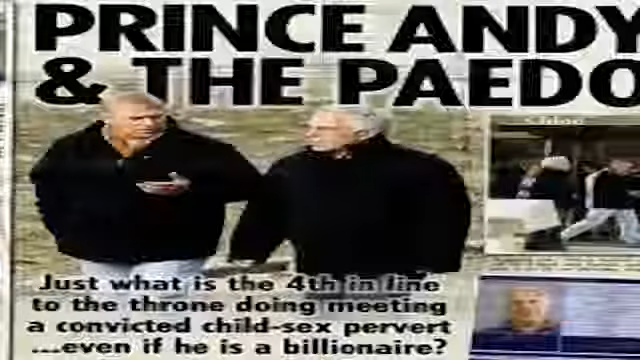 PRINCE ANDY
& THE PAEDO
Just what is the 4th in line
to the throne doing meeting
a convicted child-sex pervert
...even if he is a billionaire?